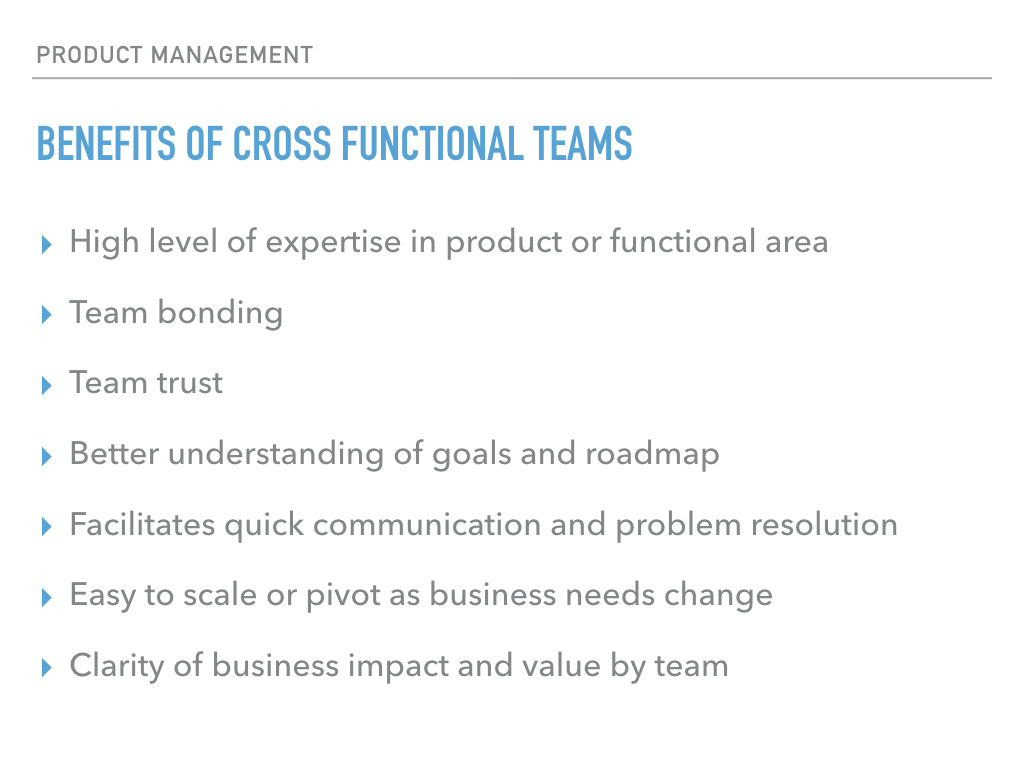 PRODUCT MANAGEMENT
BENEFITS OF CROSS FUNCTIONAL TEAMS
High level of expertise in product or functional area
Team bonding
Team trust
Better understanding of goals and roadmap
Facilitates quick communication and problem resolution
Easy to scale or pivot as business needs change
Clarity of business impact and value by team